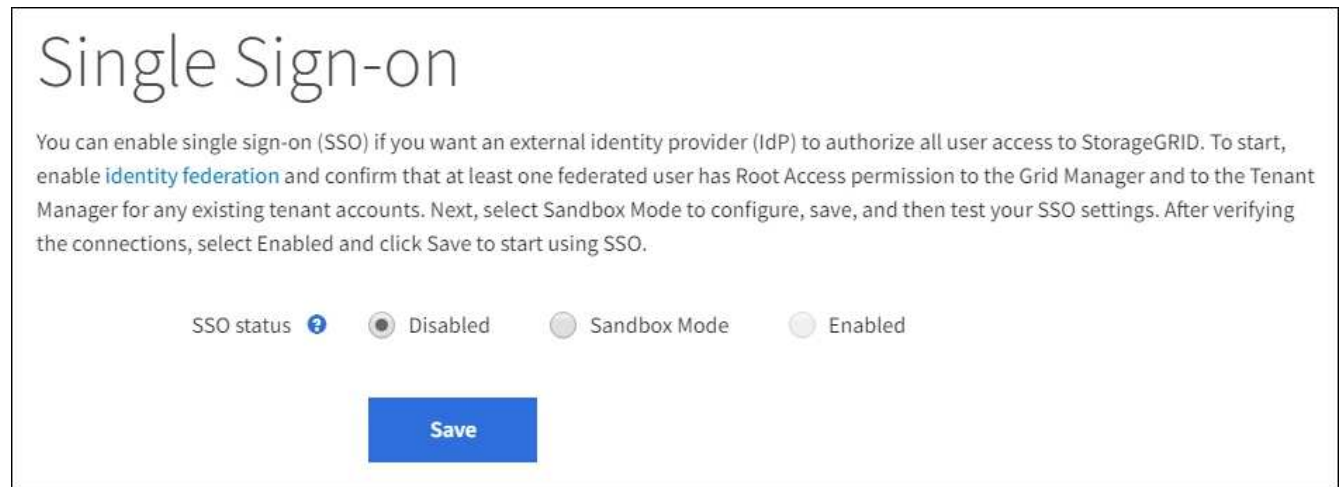 Single Sign-on
You can enable single sign-on (SSO) if you want an external identity provider (IdP) to authorize all user access to StorageGRID. To start,
enable identity federation and confirm that at least one federated user has Root Access permission to the Grid Manager and to the Tenant
Manager for any existing tenant accounts. Next, select Sandbox Mode to configure, save, and then test your SSO settings. After verifying
the connections, select Enabled and click Save to start using SSO.
SSO status ? Disabled Sandbox Mode Enabled
Save